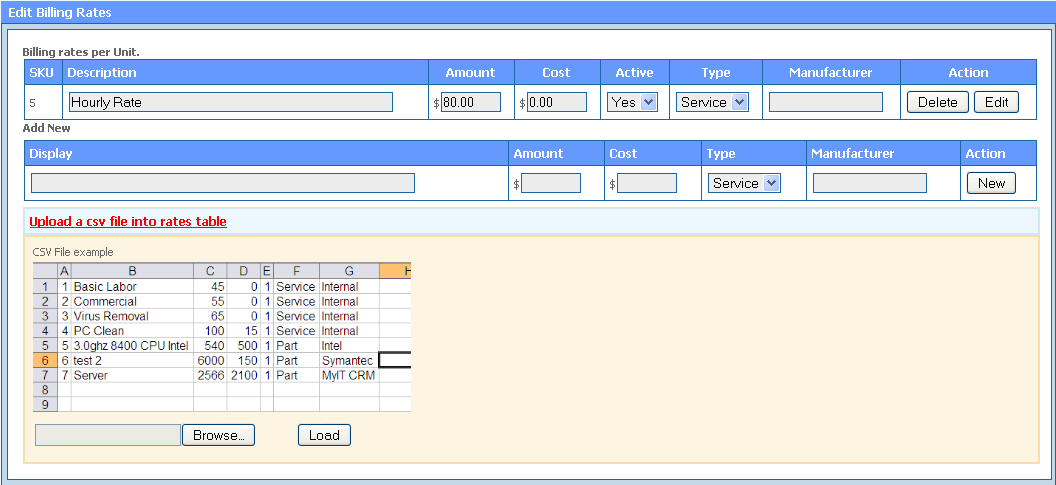 Edit Billing Rates
Billing rates per Unit.
SKU Description Amount Cost Active Type Manufacturer Action
5 Hourly Rate $80.00 $0.00 Yes Service Delete Edit
Add New
Display Amount Cost Type Manufacturer Action
$ $ Service New
Upload a csv file into rates table
CSV File example
A B C D E F G H
1 1 Basic Labor 45 0 1 Service Internal
2 2 Commercial 55 0 1 Service Internal
3 3 Virus Removal 65 0 1 Service Internal
4 4 PC Clean 100 15 1 Service Internal
5 5 3.0ghz 8400 CPU Intel 540 500 1 Part Intel
6 6 test 2 6000 150 1 Part Symantec
7 7 Server 2566 2100 1 Part MyIT CRM
8
9
Browse... Load